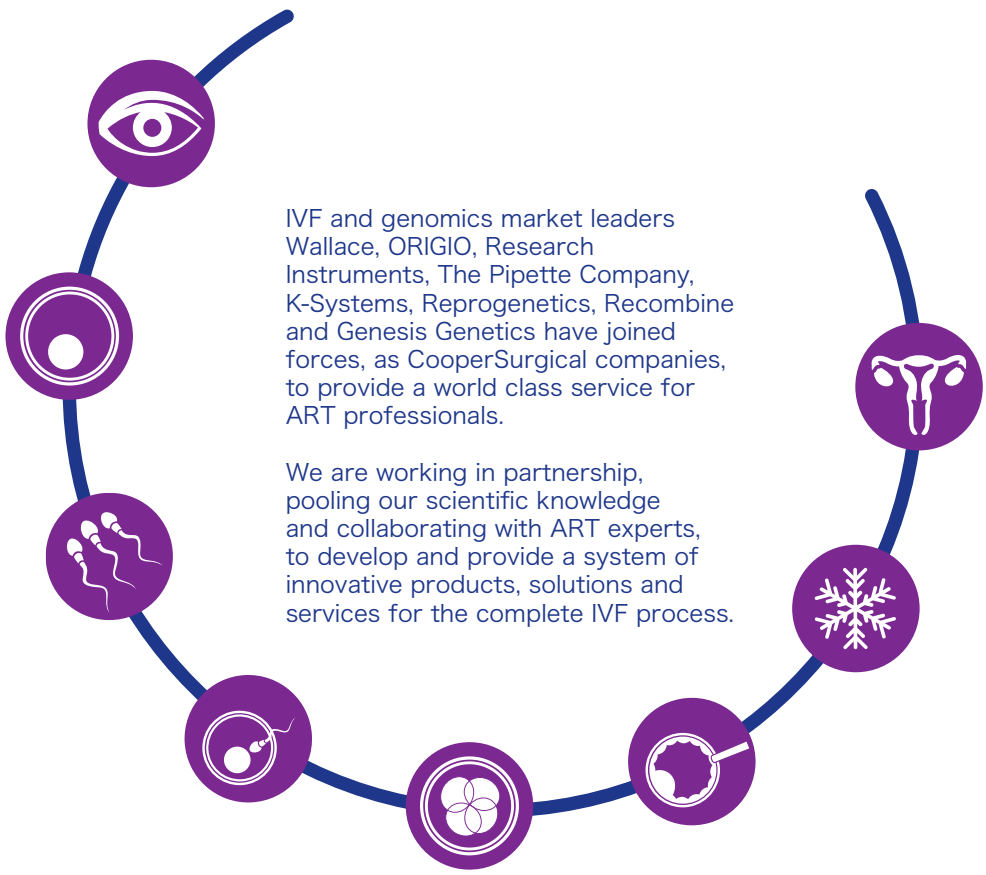 IVF and genomics market leaders
Wallace, ORIGIO, Research
Instruments, The Pipette Company,
K-Systems, Reprogenetics, Recombine
and Genesis Genetics have joined
forces, as CooperSurgical companies,
to provide a world class service for
ART professionals.
We are working in partnership,
pooling our scientific knowledge
and collaborating with ART experts,
to develop and provide a system of
innovative products, solutions and
services for the complete IVF process.